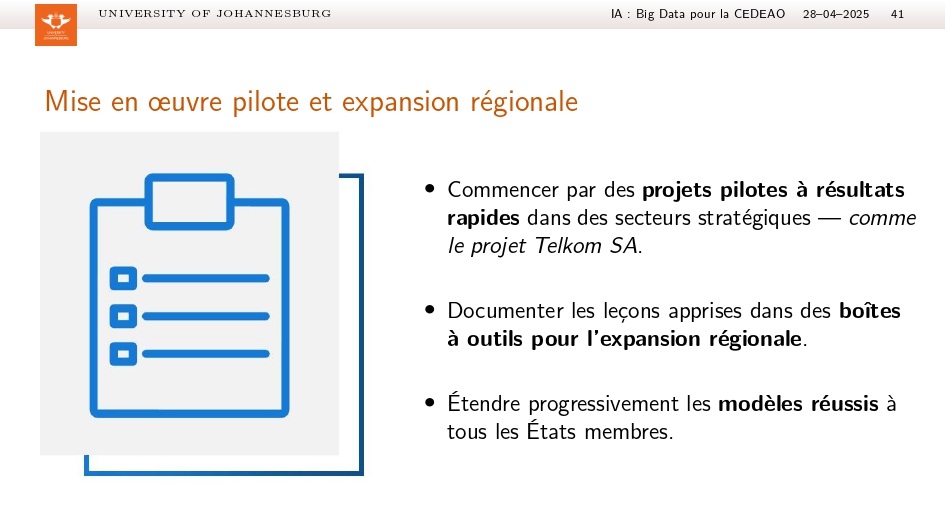 UNIVERSITY OF JOHANNESBURG
IA : Big Data pour la CEDEAO 28–04–2025 41
UNIVERSITY
JOHANNESBURG
Mise en œuvre pilote et expansion régionale
• Commencer par des projets pilotes à résultats
rapides dans des secteurs stratégiques — comme
le projet Telkom SA.
• Documenter les leçons apprises dans des boîtes
à outils pour l'expansion régionale.
• Étendre progressivement les modèles réussis à
tous les États membres.